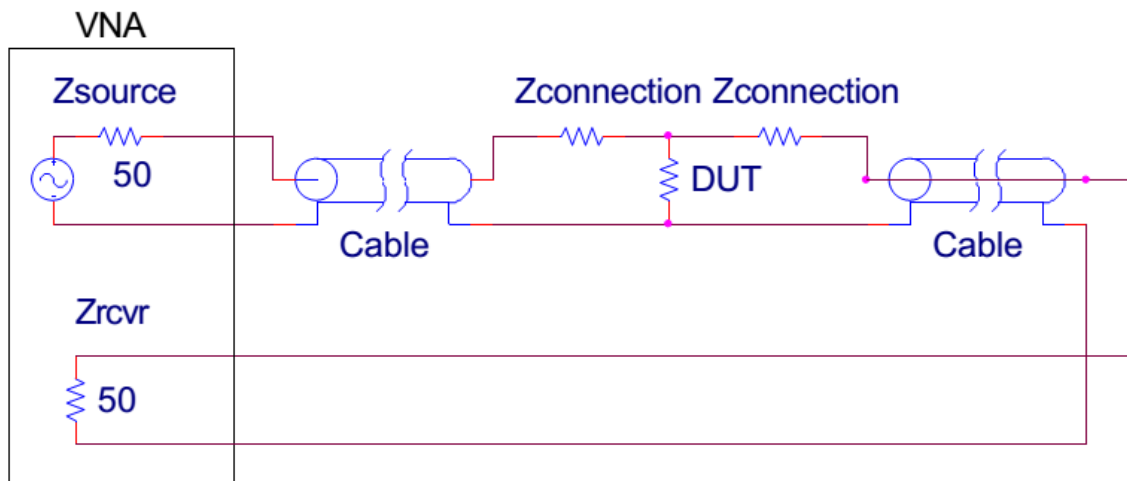 VNA
Zsource
Zconnection Zconnection
50
DUT
Cable
Cable
Zrcvr
50